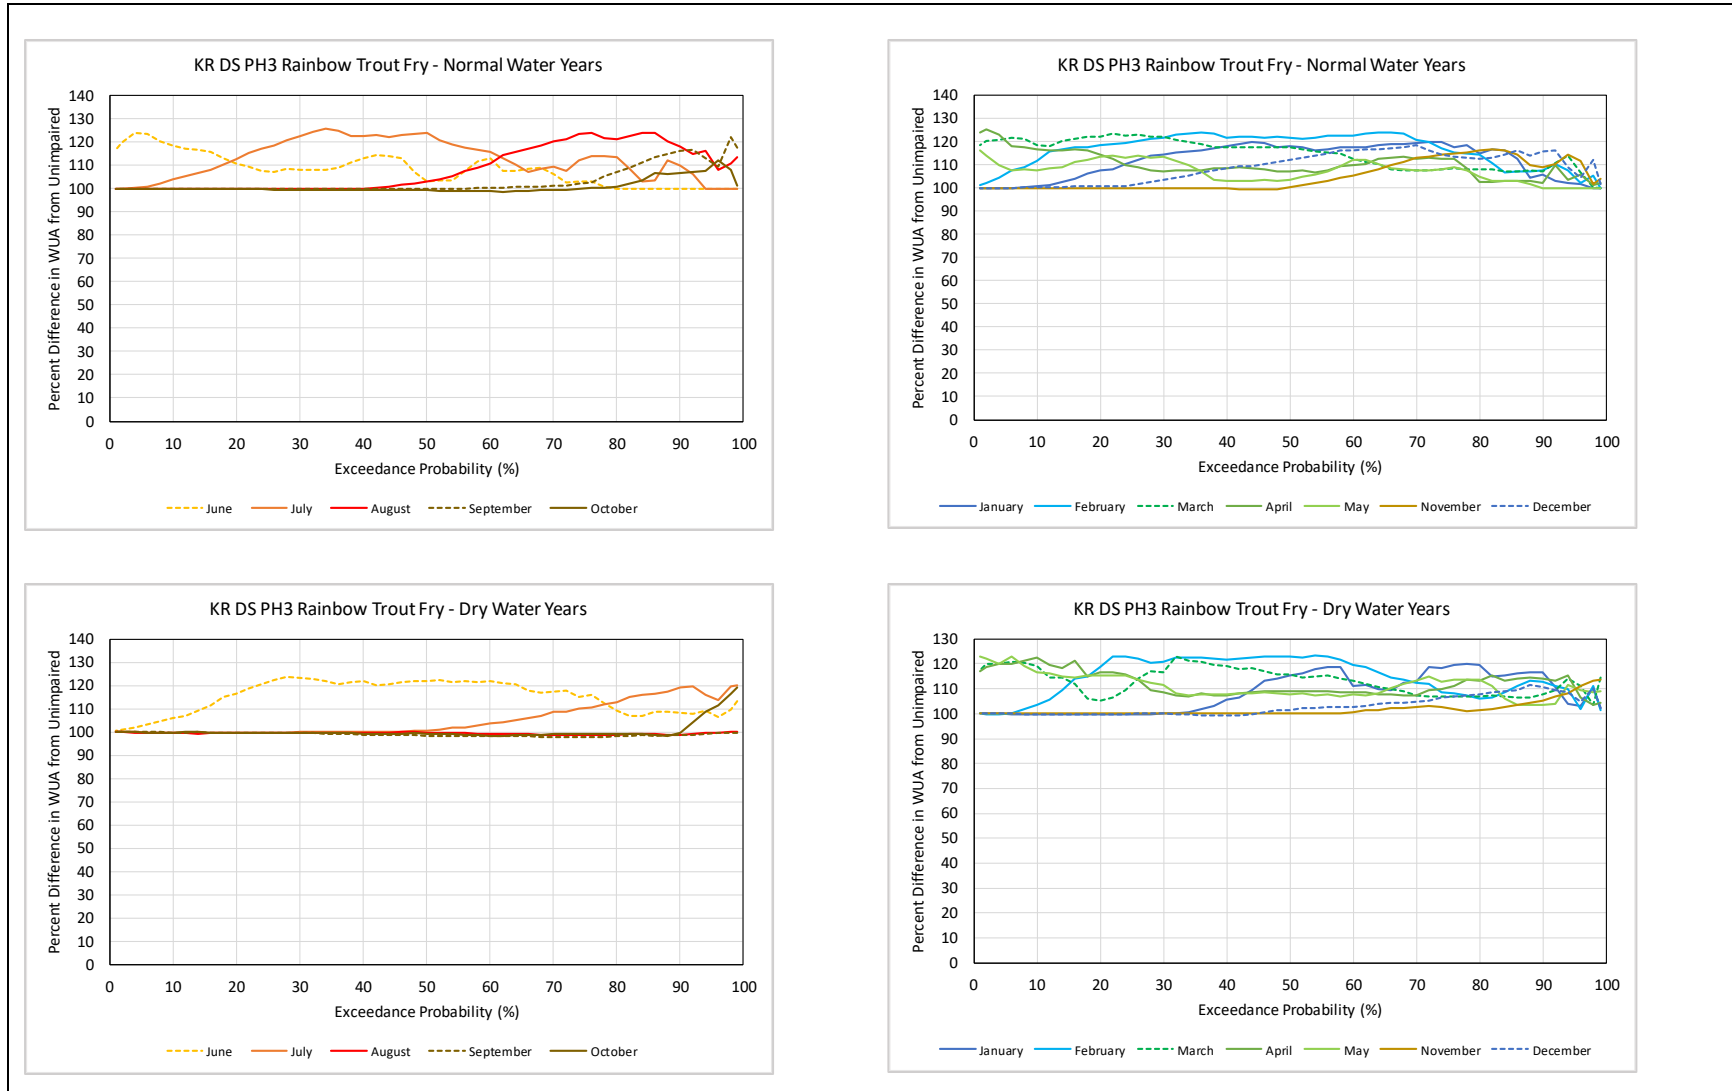 KR DS PH3 Rainbow Trout Fry - Normal Water Years
Percent Difference in WUA from Unimpaired
140
130
120
110
100
90
80
70
60
50
40
30
20
10
0
0 10 20 30 40 50 60 70 80 90 100
Exceedance Probability (%)
June July August September October
KR DS PH3 Rainbow Trout Fry - Normal Water Years
Percent Difference in WUA from Unimpaired
140
130
120
110
100
90
80
70
60
50
40
30
20
10
0
0 10 20 30 40 50 60 70 80 90 100
Exceedance Probability (%)
January February March April May November December
KR DS PH3 Rainbow Trout Fry - Dry Water Years
Percent Difference in WUA from Unimpaired
140
130
120
110
100
90
80
70
60
50
40
30
20
10
0
0 10 20 30 40 50 60 70 80 90 100
Exceedance Probability (%)
June July August September October
KR DS PH3 Rainbow Trout Fry - Dry Water Years
Percent Difference in WUA from Unimpaired
130
120
110
100
90
80
70
60
50
40
30
20
10
0
0 10 20 30 40 50 60 70 80 90 100
Exceedance Probability (%)
January February March April May November December